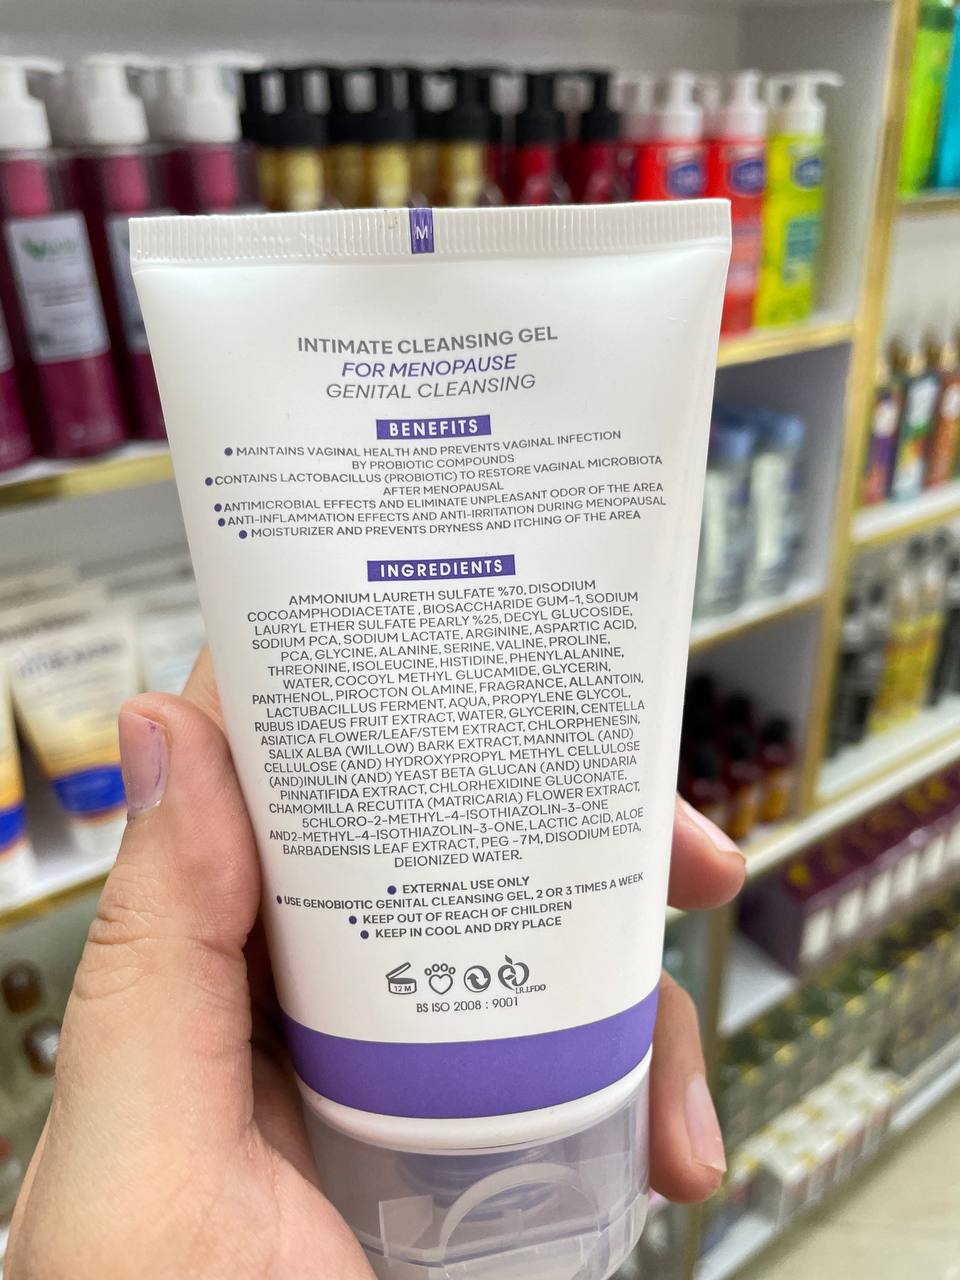 M
INTIMATE CLEANSING GEL
FOR MENOPAUSE
GENITAL CLEANSING
BENEFITS
● MAINTAINS VAGINAL HEALTH AND PREVENTS VAGINAL INFECTION
BY PROBIOTIC COMPOUNDS
● CONTAINS LACTOBACILLUS (PROBIOTIC) TO RESTORE VAGINAL MICROBIOTA
AFTER MENOPAUSAL
● ANTIMICROBIAL EFFECTS AND ELIMINATE UNPLEASANT ODOR OF THE AREA
● ANTI-INFLAMMATION EFFECTS AND ANTI-IRRITATION DURING MENOPAUSAL
● MOISTURIZER AND PREVENTS DRYNESS AND ITCHING OF THE AREA
INGREDIENTS
AMMONIUM LAURETH SULFATE %70, DISODIUM
COCOAMPHODIACETATE, BIOSACCHARIDE GUM-1, SODIUM
LAURYL ETHER SULFATE PEARLY %25, DECYL GLUCOSIDE,
SODIUM PCA, SODIUM LACTATE, ARGININE, ASPARTIC ACID,
PCA, GLYCINE, ALANINE, SERINE, VALINE, PROLINE,
THREONINE, ISOLEUCINE, HISTIDINE, PHENYLALANINE,
WATER, COCOYL METHYL GLUCAMIDE, GLYCERIN,
PANTHENOL, PIROCTON OLAMINE, FRAGRANCE, ALLANTOIN,
LACTUBACILLUS FERMENT, AQUA, PROPYLENE GLYCOL,
RUBUS IDAEUS FRUIT EXTRACT, WATER, GLYCERIN, CENTELLA
ASIATICA FLOWER/LEAF/STEM EXTRACT, CHLORPHENESIN,
SALIX ALBA (WILLOW) BARK EXTRACT, MANNITOL (AND)
CELLULOSE (AND) HYDROXYPROPYL METHYL CELLULOSE
(AND)INULIN (AND) YEAST BETA GLUCAN (AND) UNDARIA
PINNATIFIDA EXTRACT, CHLORHEXIDINE GLUCONATE,
CHAMOMILLA RECUTITA (MATRICARIA) FLOWER EXTRACT,
5CHLORO-2-METHYL-4-ISOTHIAZOLIN-3-ONE
AND2-METHYL-4-ISOTHIAZOLIN-3-ONE, LACTIC ACID, ALOE
BARBADENSIS LEAF EXTRACT, PEG -7M, DISODIUM EDTA,
DEIONIZED WATER.
● EXTERNAL USE ONLY
● USE GENOBIOTIC GENITAL CLEANSING GEL, 2 OR 3 TIMES A WEEK
● KEEP OUT OF REACH OF CHILDREN
● KEEP IN COOL AND DRY PLACE
12 M
I.R.I.FDO
BS ISO 2008 : 9001